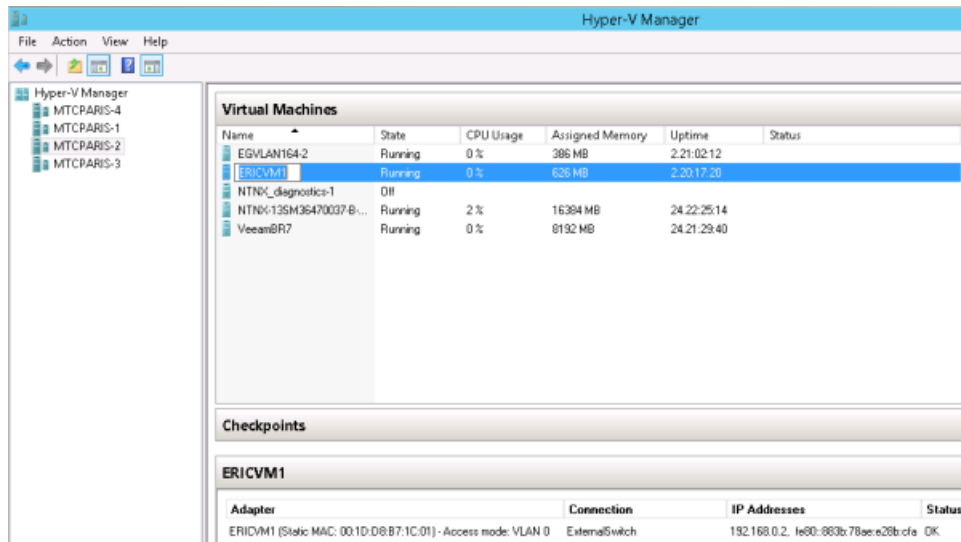 Hyper-V Manager
File Action View Help
Hyper-V Manager
MTCPARIS-4
MTCPARIS-1
MTCPARIS-2
MTCPARIS-3
Virtual Machines
Name State CPU Usage Assigned Memory Uptime Status
EGVLAN164-2 Running 0 % 386 MB 2.21:02:12
ERICVM1 Running 0 % 626 MB 2.20:17:20
NTNX_diagnostics-1 Off
NTNX-13SM36470037-B-... Running 2 % 16384 MB 24.22:25:14
VeeamBR7 Running 0 % 8192 MB 24.21:29:40
Checkpoints
ERICVM1
Adapter Connection IP Addresses Status
ERICVM1 (Static MAC: 00:1D:D8:B7:1C:01) - Access mode: VLAN 0 ExternalSwitch 192.168.0.2, fe80::883b:78ae:e28b:cfa OK